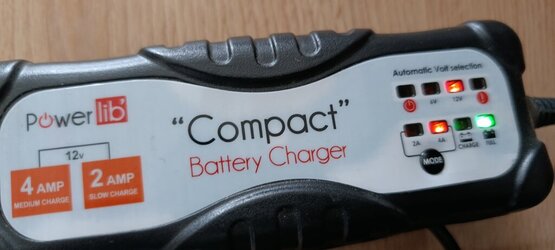 Power lib'
12v
4 AMP
MEDIUM CHARGE
2 AMP
SLOW CHARGE
"Compact"
Battery Charger
Automatic Volt selection
6V 12V
2A 4A CHARGE FULL
MODE